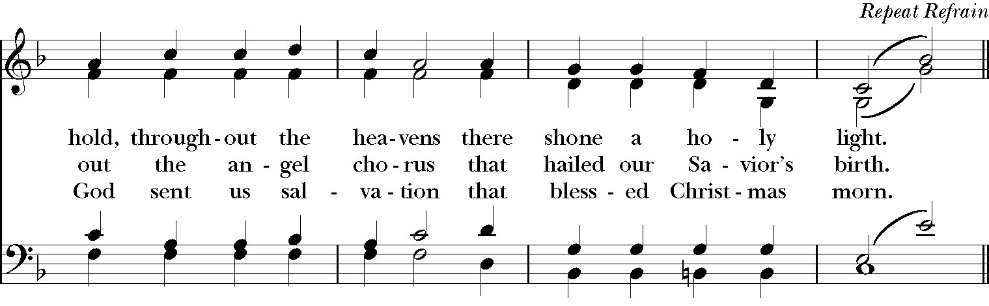 Repeat Refrain
hold, through - out the hea - vens there shone a ho - ly light.
out the an - gel cho - rus that hailed our Sa - vior's birth.
God sent us sal - va - tion that bless - ed Christ - mas morn.